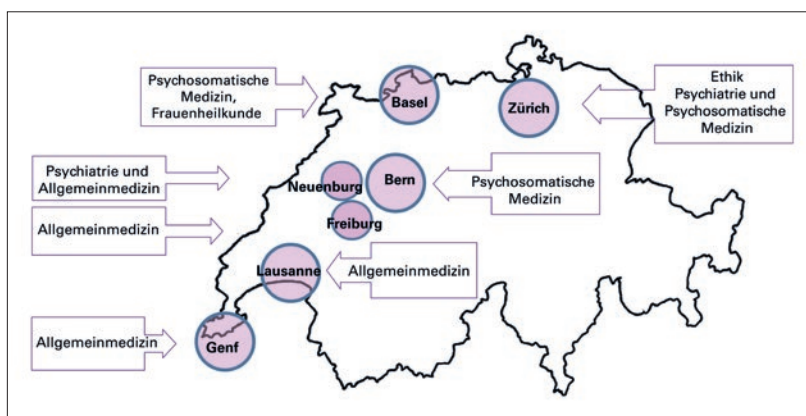 Psychosomatische
Medizin,
Frauenheilkunde
Basel
Zürich
Ethik
Psychiatrie und
Psychosomatische
Medizin
Psychiatrie und
Allgemeinmedizin
Neuenburg
Bern
Psychosomatische
Medizin
Allgemeinmedizin
Freiburg
Lausanne
Allgemeinmedizin
Allgemeinmedizin
Genf